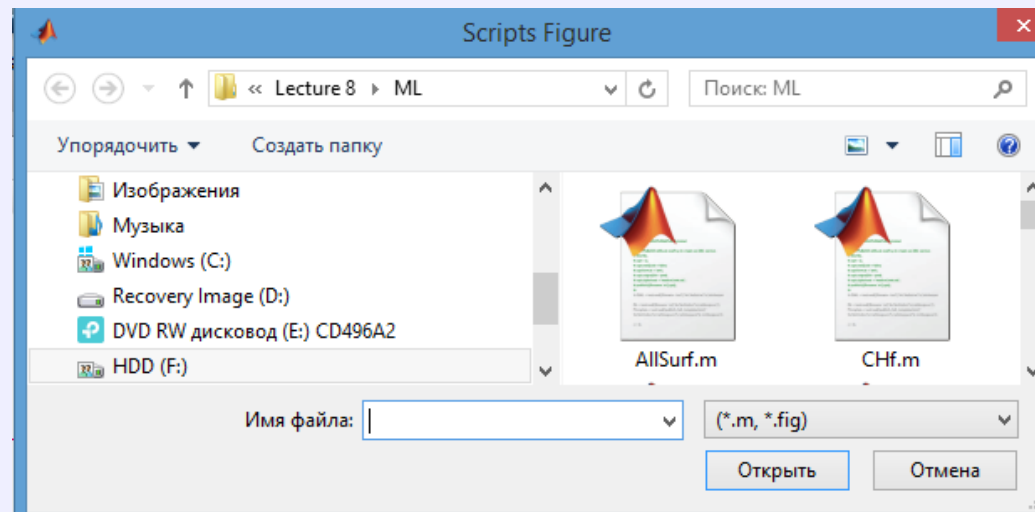 Scripts Figure
« Lecture 8 ML
Поиск: ML
Упорядочить
Создать папку
Изображения
Музыка
Windows (C:)
Recovery Image (D:)
DVD RW дисковод (E:) CD496A2
HDD (F:)
AllSurf.m
CHf.m
Имя файла:
(*.m, *.fig)
Открыть
Отмена